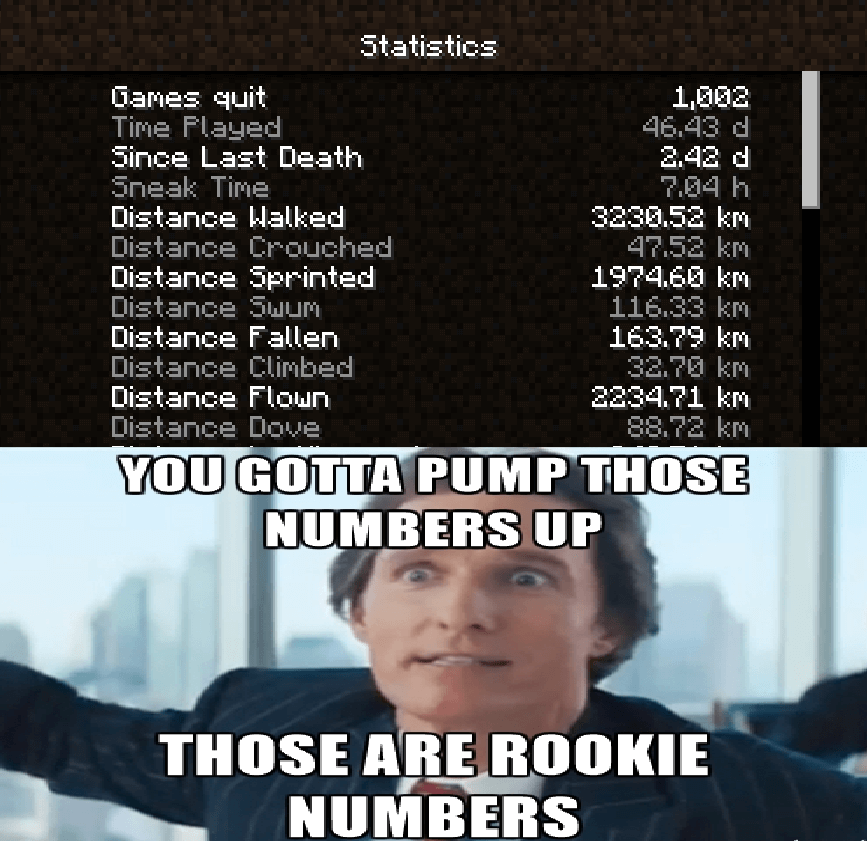 Statistics
Games quit 1,002
Time Played 46.43 d
Since Last Death 2.42 d
Sneak Time 7.04 h
Distance Walked 3230.52 km
Distance Crouched 47.52 km
Distance Sprinted 1974.60 km
Distance Swum 116.33 km
Distance Fallen 163.79 km
Distance Climbed 32.70 km
Distance Flown 2234.71 km
Distance Dove 88.72 km
YOU GOTTA PUMP THOSE
NUMBERS UP
THOSE ARE ROOKIE
NUMBERS